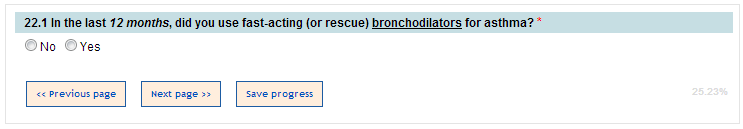 22.1 In the last 12 months, did you use fast-acting (or rescue) bronchodilators for asthma? *
No Yes
<< Previous page Next page >> Save progress 25.23%